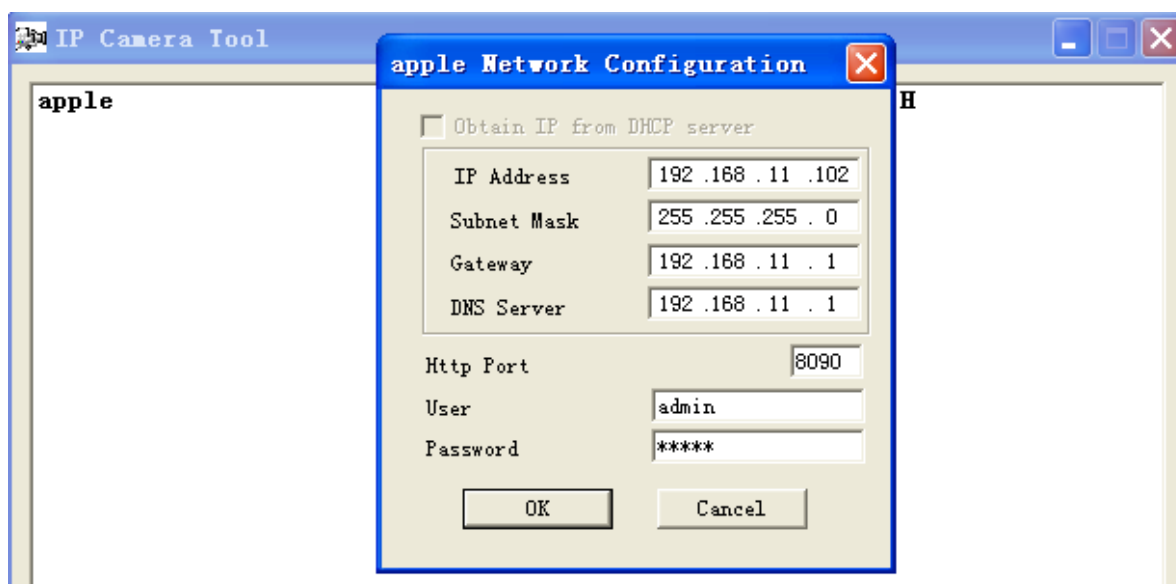 IP Camera Tool
apple Network Configuration
apple
H
Obtain IP from DHCP server
IP Address 192 .168 . 11 .102
Subnet Mask 255 .255 .255 . 0
Gateway 192 .168 . 11 . 1
DNS Server 192 .168 . 11 . 1
Http Port 8090
User admin
Password *****
OK Cancel